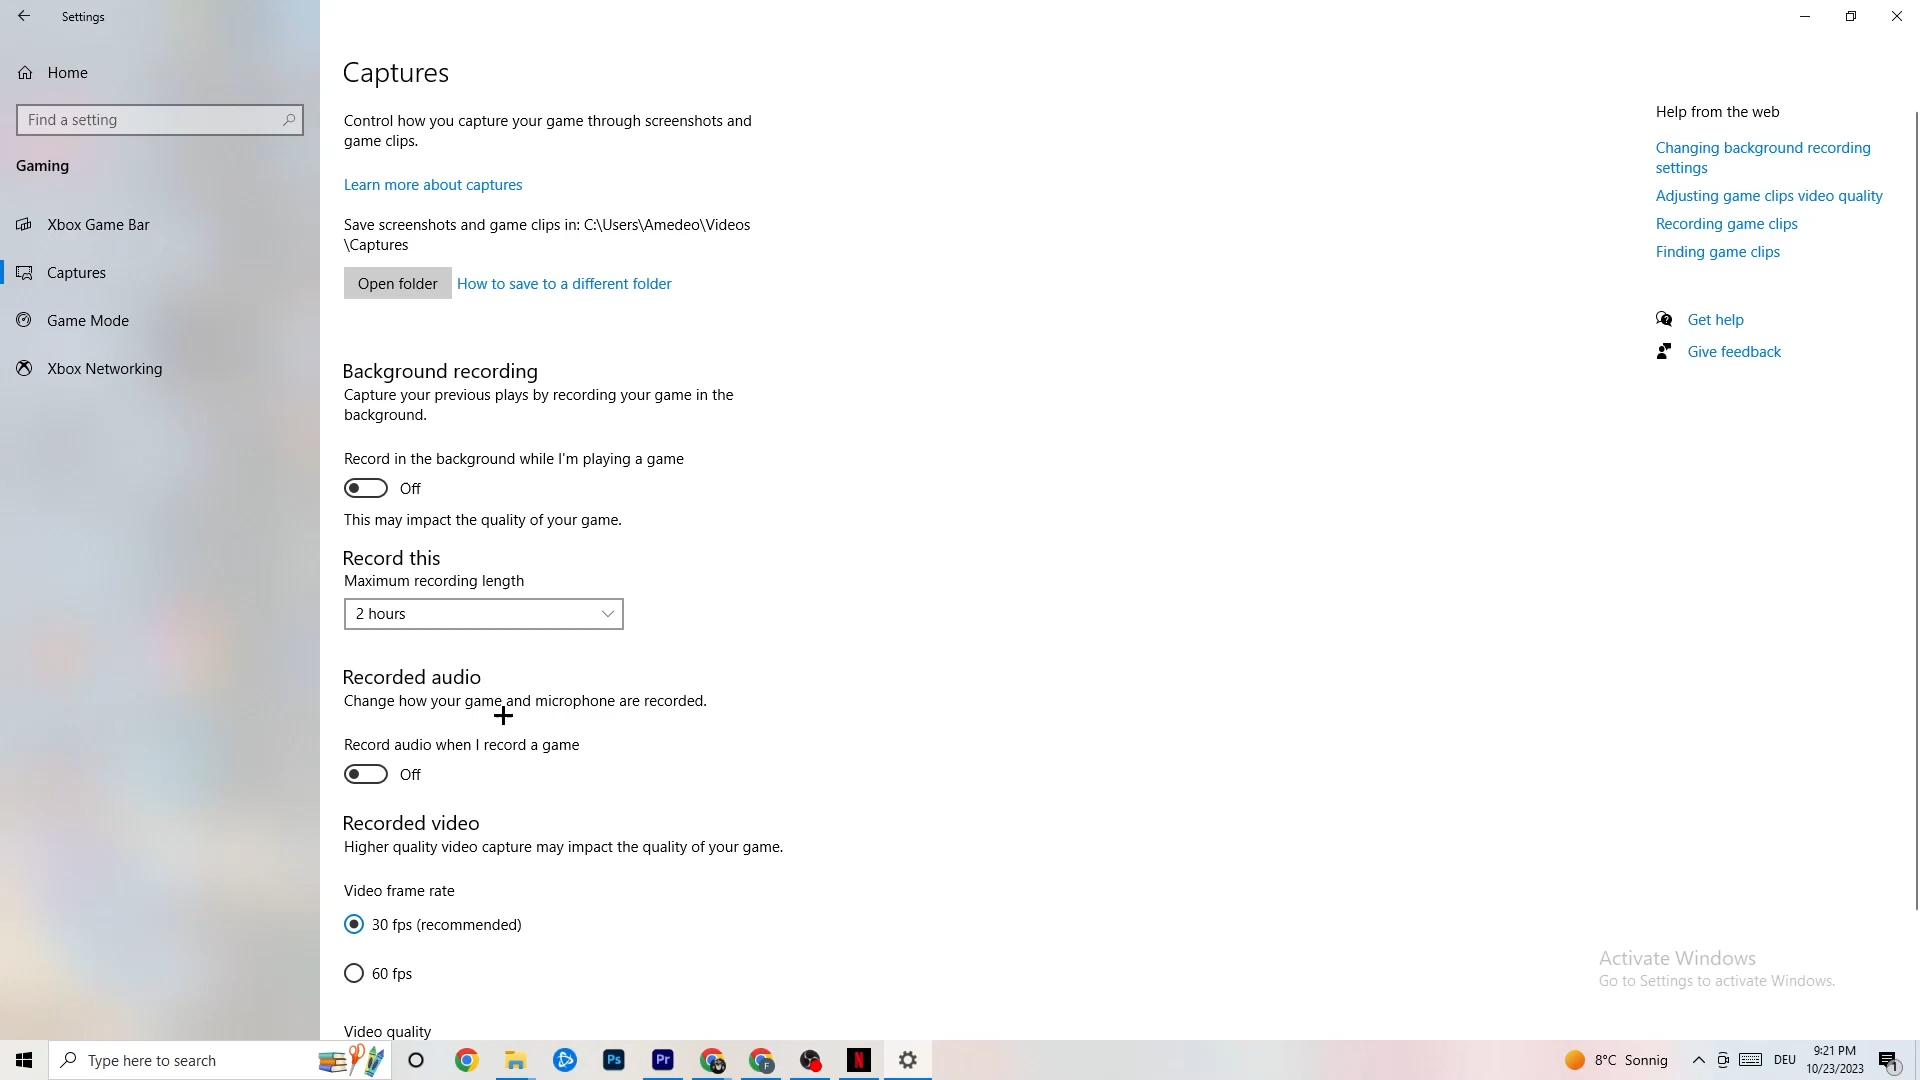 Settings
Home
Find a setting
Gaming
Xbox Game Bar
Captures
Game Mode
Xbox Networking
Captures
Control how you capture your game through screenshots and
game clips.
Learn more about captures
Save screenshots and game clips in: C:\Users\Amedeo\Videos
\Captures
Open folder
How to save to a different folder
Background recording
Capture your previous plays by recording your game in the
background.
Record in the background while I'm playing a game
Off
This may impact the quality of your game.
Record this
Maximum recording length
2 hours
Recorded audio
Change how your game and microphone are recorded.
Record audio when I record a game
Off
Recorded video
Higher quality video capture may impact the quality of your game.
Video frame rate
30 fps (recommended)
60 fps
Video quality
Help from the web
Changing background recording
settings
Adjusting game clips video quality
Recording game clips
Finding game clips
Get help
Give feedback
Activate Windows
Go to Settings to activate Windows.
Type here to search
Ps
Pr
F
N
8°C Sonnig
DEU
9:21 PM
10/23/2023
1